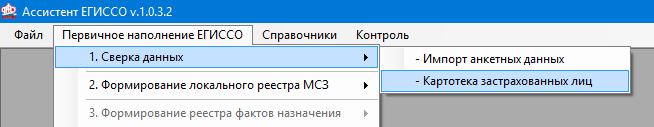 Ассистент ЕГИССО v.1.0.3.2
Файл Первичное наполнение ЕГИССО Справочники Контроль
1. Сверка данных
- Импорт анкетных данных
- Картотека застрахованных лиц
2. Формирование локального реестра МСЗ
3. Формирование реестра фактов назначения